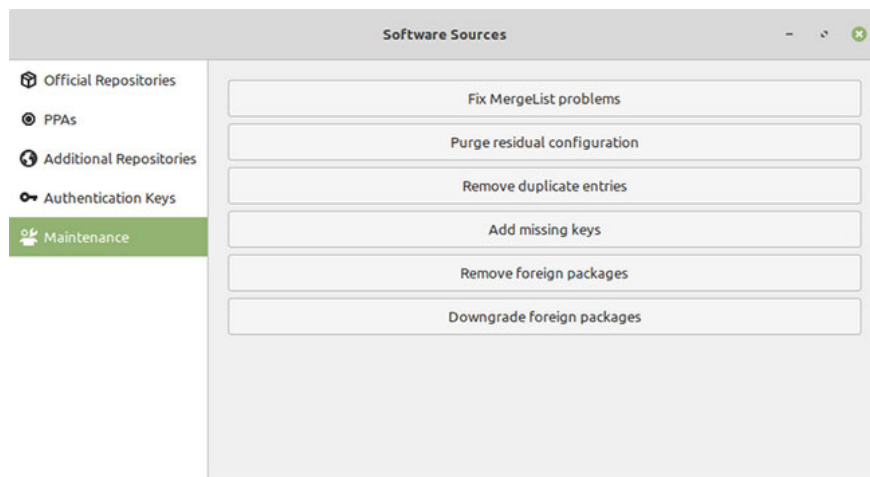 Software Sources
Official Repositories
PPAs
Additional Repositories
Authentication Keys
Maintenance
Fix MergeList problems
Purge residual configuration
Remove duplicate entries
Add missing keys
Remove foreign packages
Downgrade foreign packages